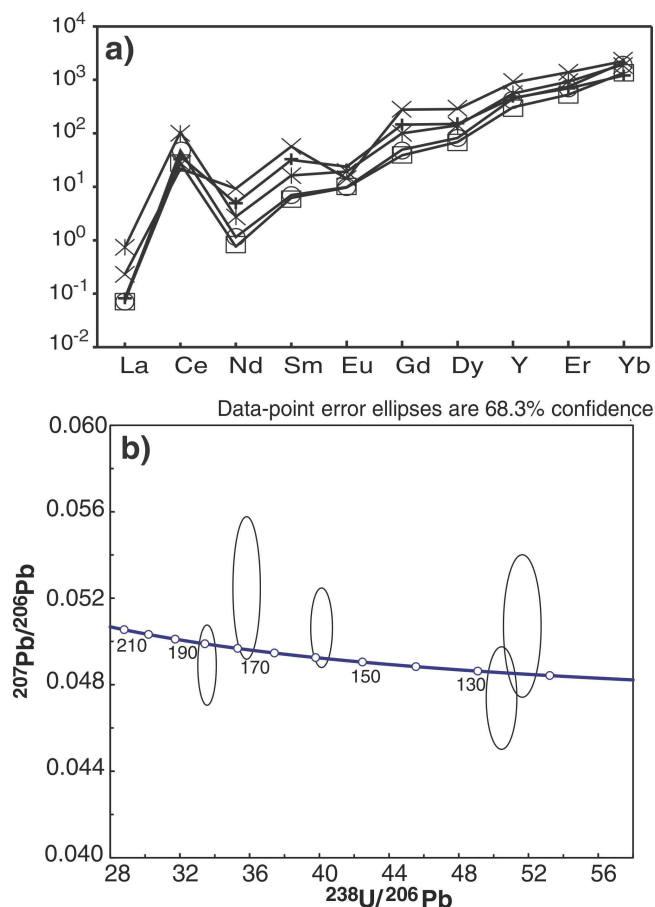 a)
10⁴
10³
10²
10¹
10⁰
10⁻¹
10⁻²
La Ce Nd Sm Eu Gd Dy Y Er Yb
Data-point error ellipses are 68.3% confidence
b)
0.060
0.056
0.052
0.048
0.044
0.040
²⁰⁷Pb/²⁰⁶Pb
210 190 170 150 130
28 32 36 40 44 48 52 56
²³⁸U/²⁰⁶Pb